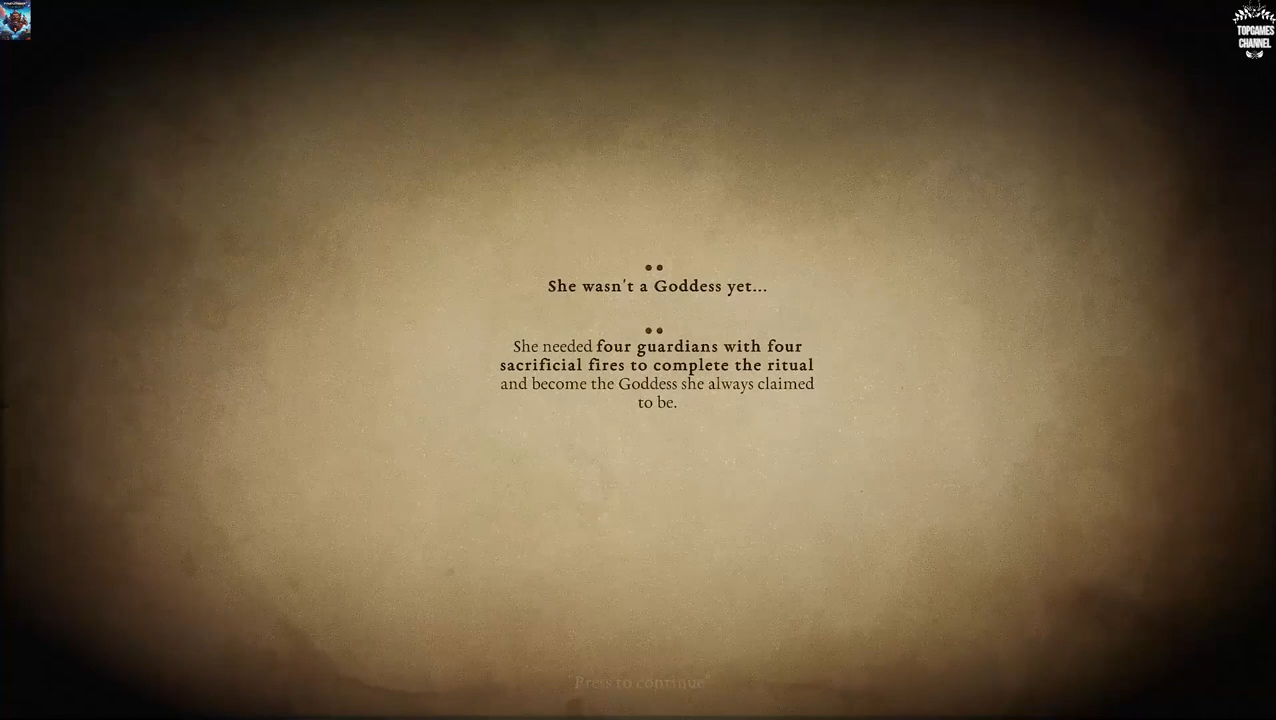 TOPGAMES
CHANNEL
She wasn't a Goddess yet...
She needed four guardians with four
sacrificial fires to complete the ritual
and become the Goddess she always claimed
to be.
Press to continue